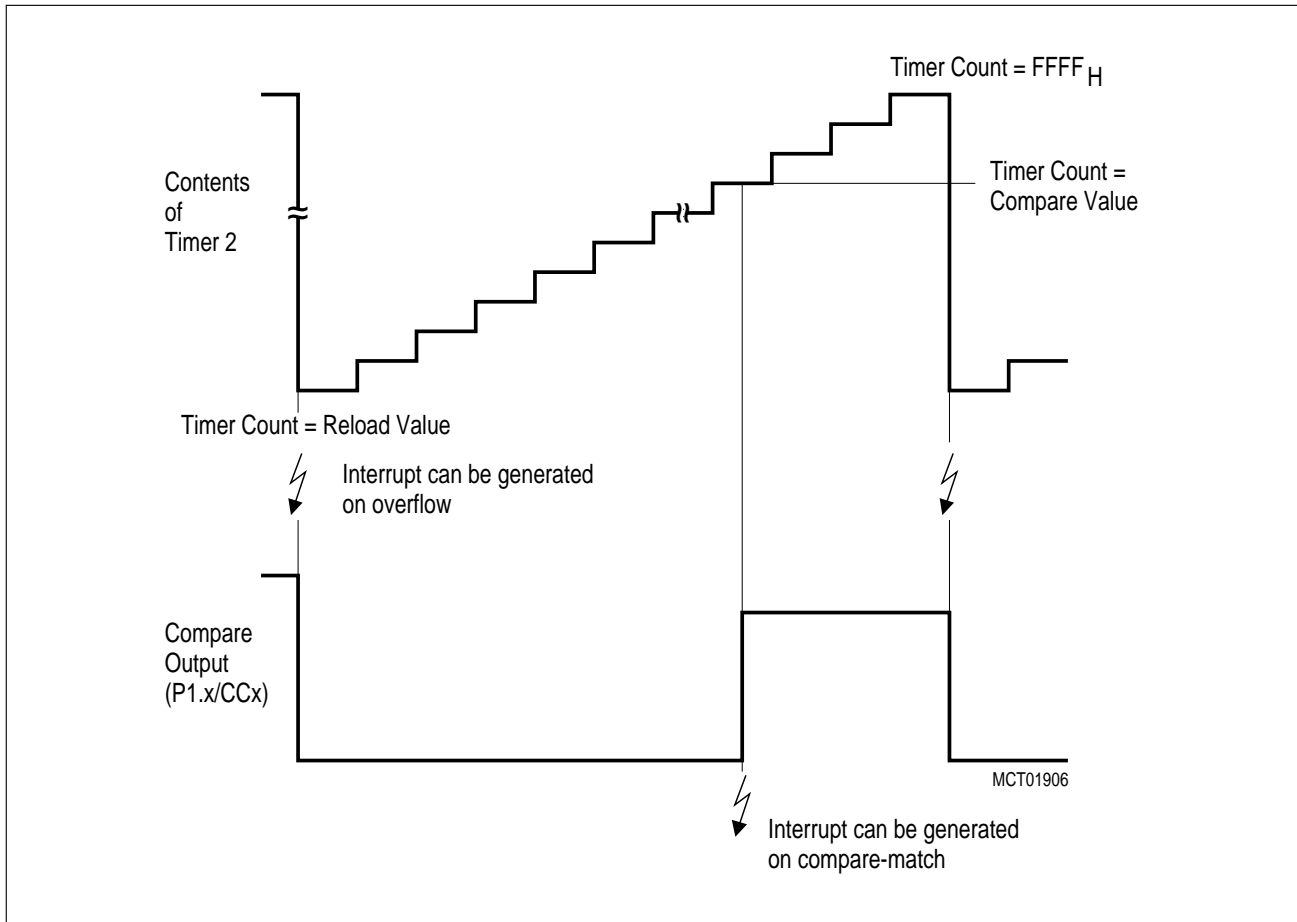 Timer Count = FFFF H
Contents
of
Timer 2
Timer Count =
Compare Value
Timer Count = Reload Value
Interrupt can be generated
on overflow
Compare
Output
(P1.x/CCx)
MCT01906
Interrupt can be generated
on compare-match